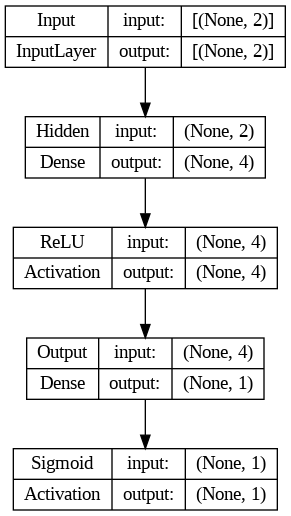 Input input: [(None, 2)]
InputLayer output: [(None, 2)]
Hidden input: (None, 2)
Dense output: (None, 4)
ReLU input: (None, 4)
Activation output: (None, 4)
Output input: (None, 4)
Dense output: (None, 1)
Sigmoid input: (None, 1)
Activation output: (None, 1)